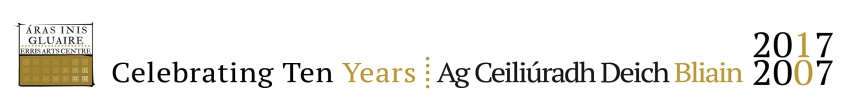 ÁRAS INIS
GLUAIRE
ERRIS ARTS CENTRE
Celebrating Ten Years
Ag Ceiliúradh Deich Bliain
2017
2007